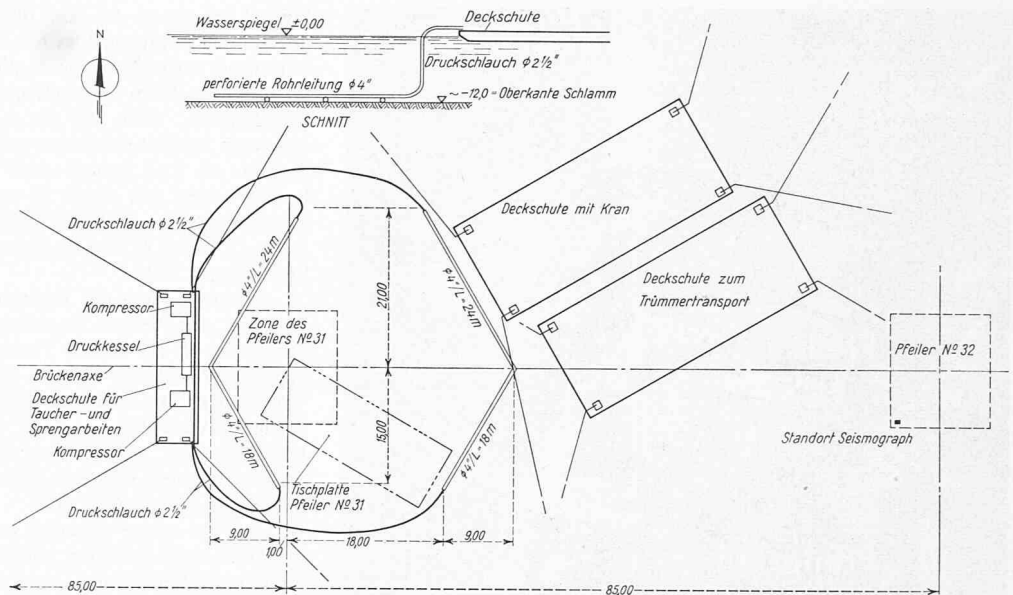 Wasserspiegel ±0,00
Deckschute
N
Druckschlauch ϕ 2½"
perforierte Rohrleitung ϕ 4"
~ -12,0 = Oberkante Schlamm
SCHNITT
Druckschlauch ϕ 2½"
Deckschute mit Kran
ϕ 4"/L=24m
ϕ 4"/L=24m
21,00
Deckschute zum
Trümmertransport
Kompressor
Zone des
Pfeilers No 31
Druckkessel
Pfeiler No 32
Brückenaxe
Deckschute für
Taucher- und
Sprengarbeiten
ϕ 4"/L=18m
15,00
ϕ 4"/L=18m
Kompressor
Standort Seismograph
Tischplatte
Pfeiler No 31
Druckschlauch ϕ 2½"
9,00
1,00
18,00
9,00
85,00
85,00